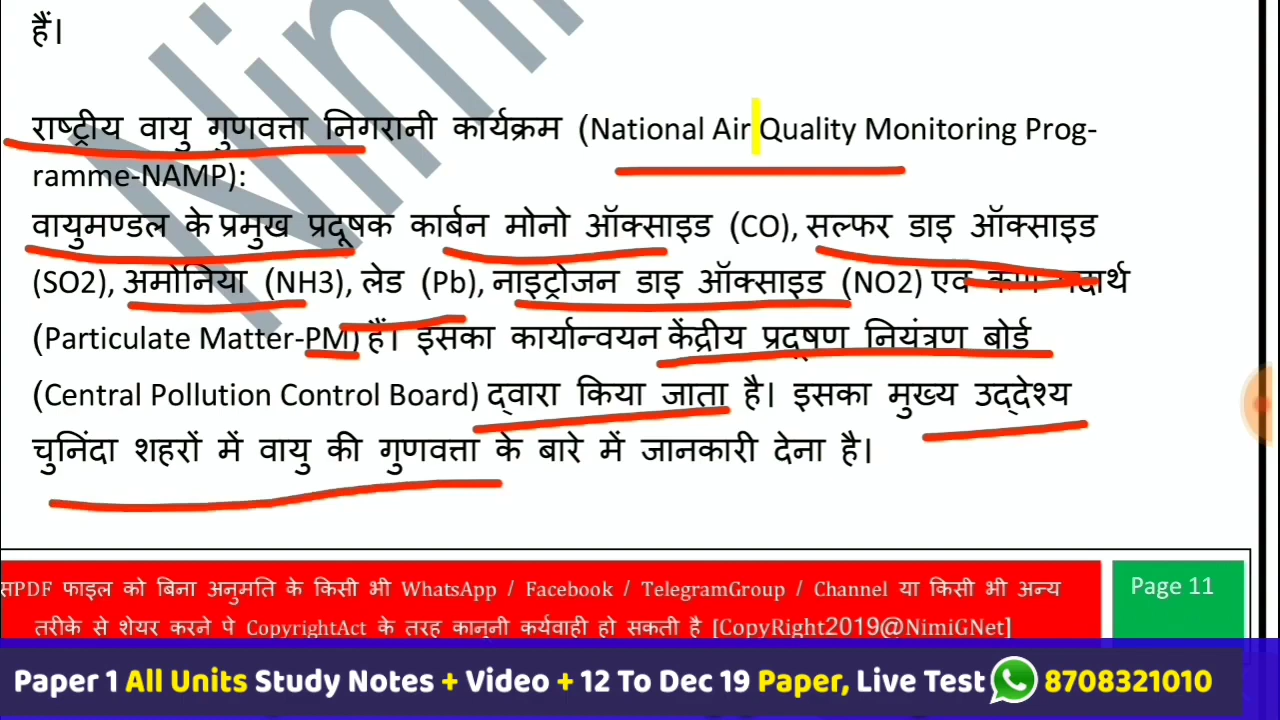 हैं।
राष्ट्रीय वायु गुणवत्ता निगरानी कार्यक्रम (National Air Quality Monitoring Prog-
ramme-NAMP):
वायुमण्डल के प्रमुख प्रदूषक कार्बन मोनो ऑक्साइड (CO), सल्फर डाइ ऑक्साइड
(SO2), अमोनिया (NH3), लेड (Pb), नाइट्रोजन डाइ ऑक्साइड (NO2) एवं कण पदार्थ
(Particulate Matter-PM) हैं। इसका कार्यान्वयन केंद्रीय प्रदूषण नियंत्रण बोर्ड
(Central Pollution Control Board) द्वारा किया जाता है। इसका मुख्य उद्देश्य
चुनिंदा शहरों में वायु की गुणवत्ता के बारे में जानकारी देना है।
सPDF फाइल को बिना अनुमति के किसी भी WhatsApp / Facebook / TelegramGroup / Channel या किसी भी अन्य
तरीके से शेयर करने पे CopyrightAct के तरह कानूनी कर्यवाही हो सकती है [CopyRight2019@NimiGNet]
Page 11
Paper 1 All Units Study Notes + Video + 12 To Dec 19 Paper, Live Test 8708321010